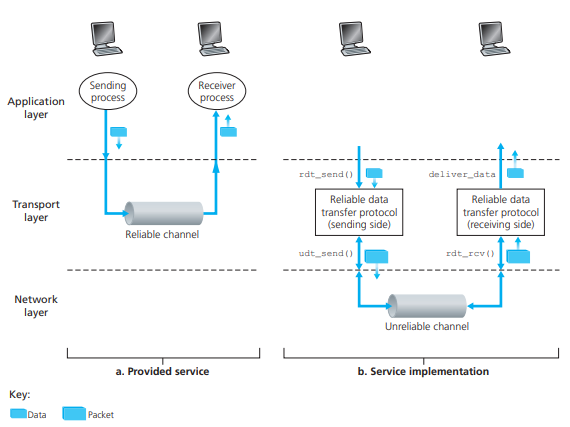 Sending
process
Receiver
process
Application
layer
rdt_send()
deliver_data
Transport
layer
Reliable channel
Reliable data
transfer protocol
(sending side)
Reliable data
transfer protocol
(receiving side)
udt_send()
rdt_rcv()
Network
layer
Unreliable channel
a. Provided service
b. Service implementation
Key:
Data
Packet